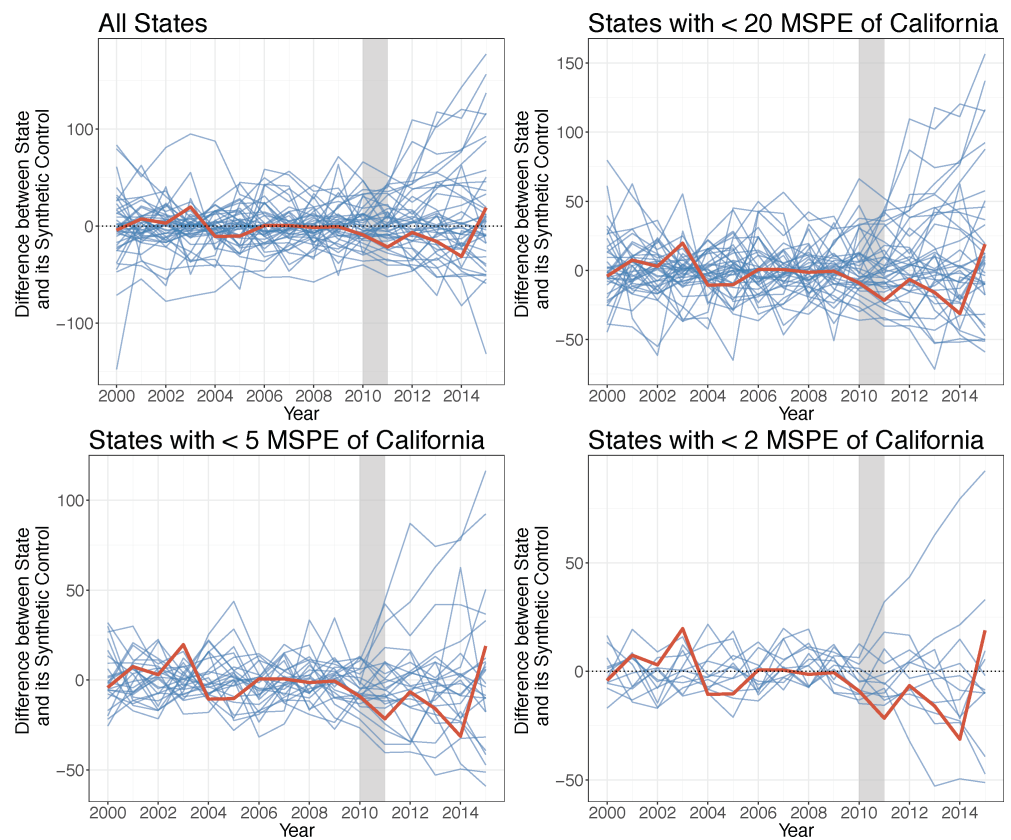 All States
Difference between State
and its Synthetic Control
100
0
−100
2000 2002 2004 2006 2008 2010 2012 2014
Year
States with < 20 MSPE of California
Difference between State
and its Synthetic Control
150
100
50
0
−50
2000 2002 2004 2006 2008 2010 2012 2014
Year
States with < 5 MSPE of California
Difference between State
and its Synthetic Control
100
50
0
−50
2000 2002 2004 2006 2008 2010 2012 2014
Year
States with < 2 MSPE of California
Difference between State
and its Synthetic Control
50
0
−50
2000 2002 2004 2006 2008 2010 2012 2014
Year